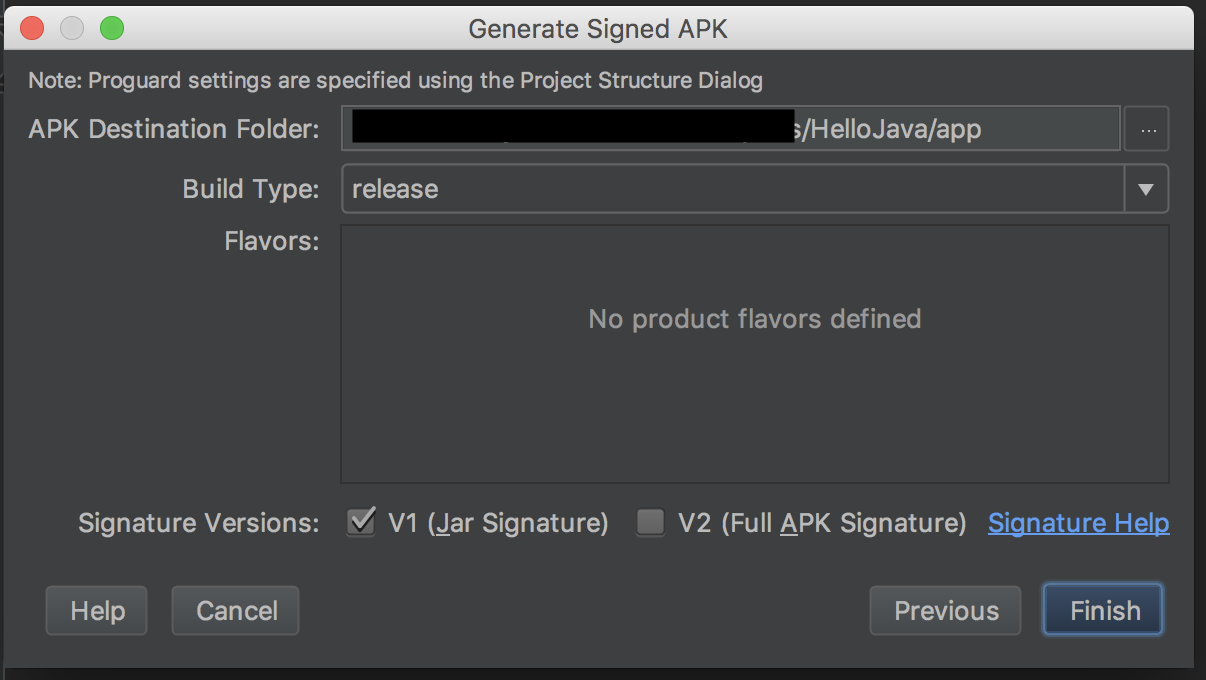 Generate Signed APK
Note: Proguard settings are specified using the Project Structure Dialog
APK Destination Folder: /HelloJava/app ...
Build Type: release
Flavors:
No product flavors defined
Signature Versions: V1 (Jar Signature) V2 (Full APK Signature) Signature Help
Help Cancel Previous Finish